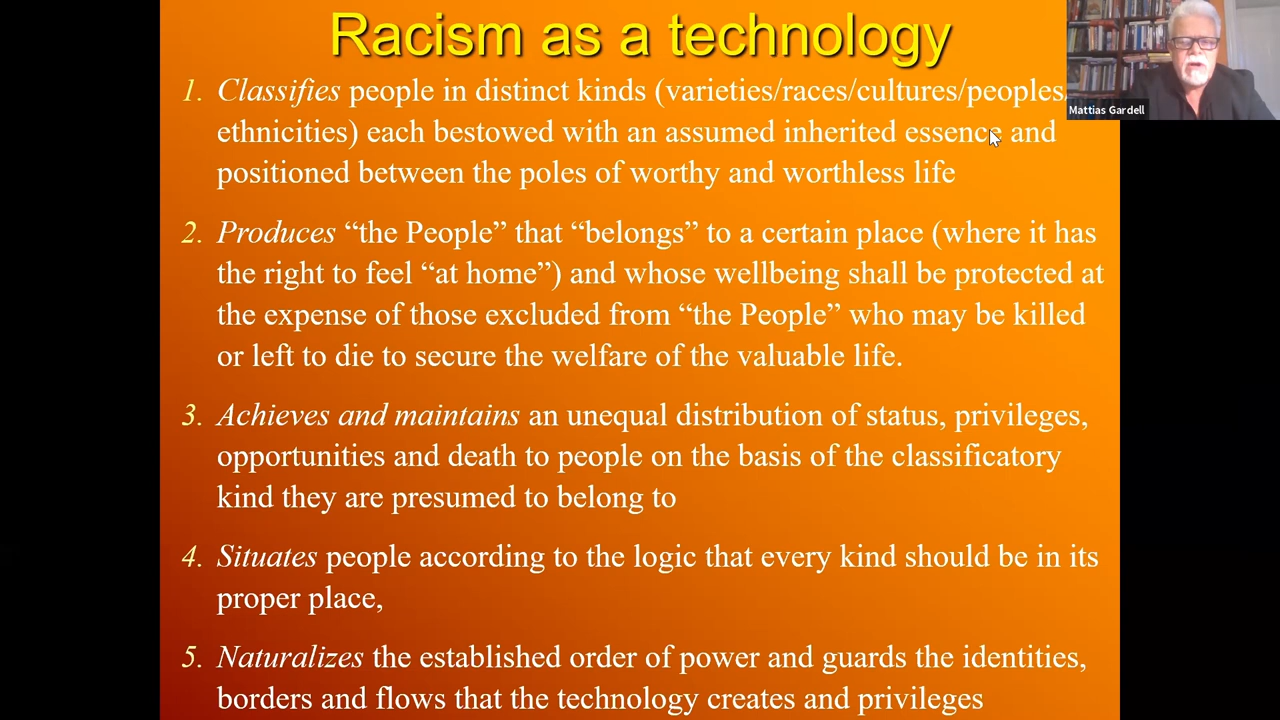 Racism as a technology
1. Classifies people in distinct kinds (varieties/races/cultures/peoples
ethnicities) each bestowed with an assumed inherited essence and
positioned between the poles of worthy and worthless life
2. Produces “the People” that “belongs” to a certain place (where it has
the right to feel “at home”) and whose wellbeing shall be protected at
the expense of those excluded from “the People” who may be killed
or left to die to secure the welfare of the valuable life.
3. Achieves and maintains an unequal distribution of status, privileges,
opportunities and death to people on the basis of the classificatory
kind they are presumed to belong to
4. Situates people according to the logic that every kind should be in its
proper place,
5. Naturalizes the established order of power and guards the identities,
borders and flows that the technology creates and privileges
Mattias Gardell